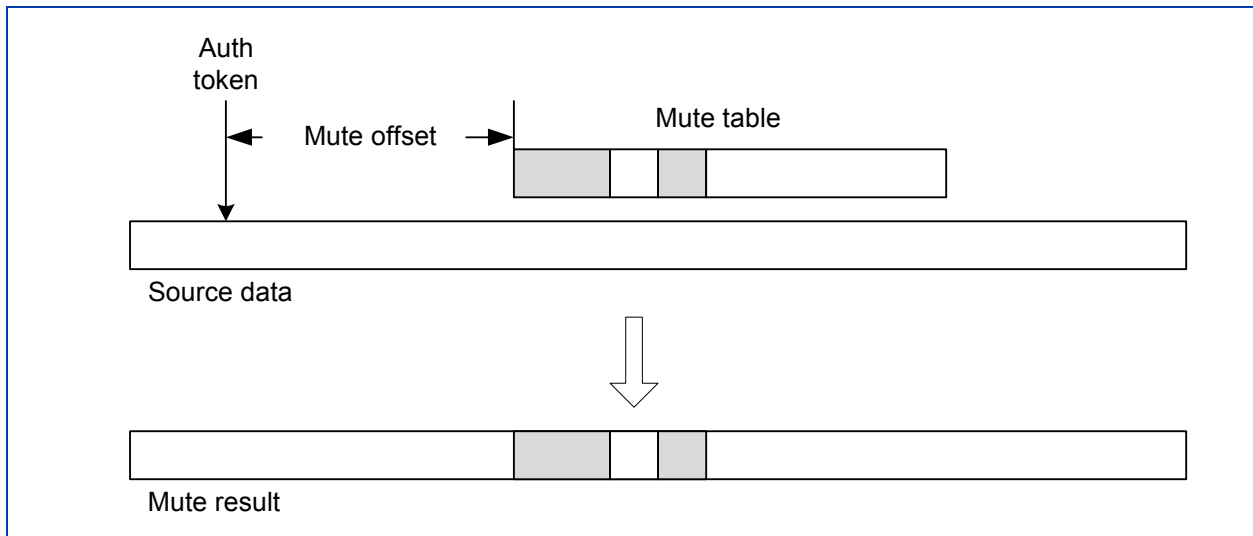 Auth
token
Mute offset
Mute table
Source data
Mute result